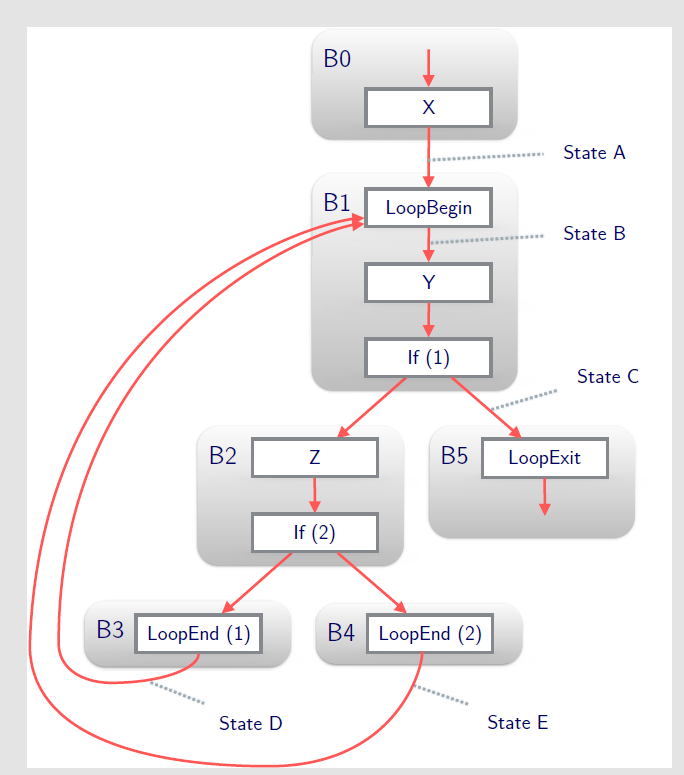 B0
X
State A
B1
LoopBegin
State B
Y
If (1)
State C
B2
Z
B5
LoopExit
If (2)
B3
LoopEnd (1)
B4
LoopEnd (2)
State D
State E